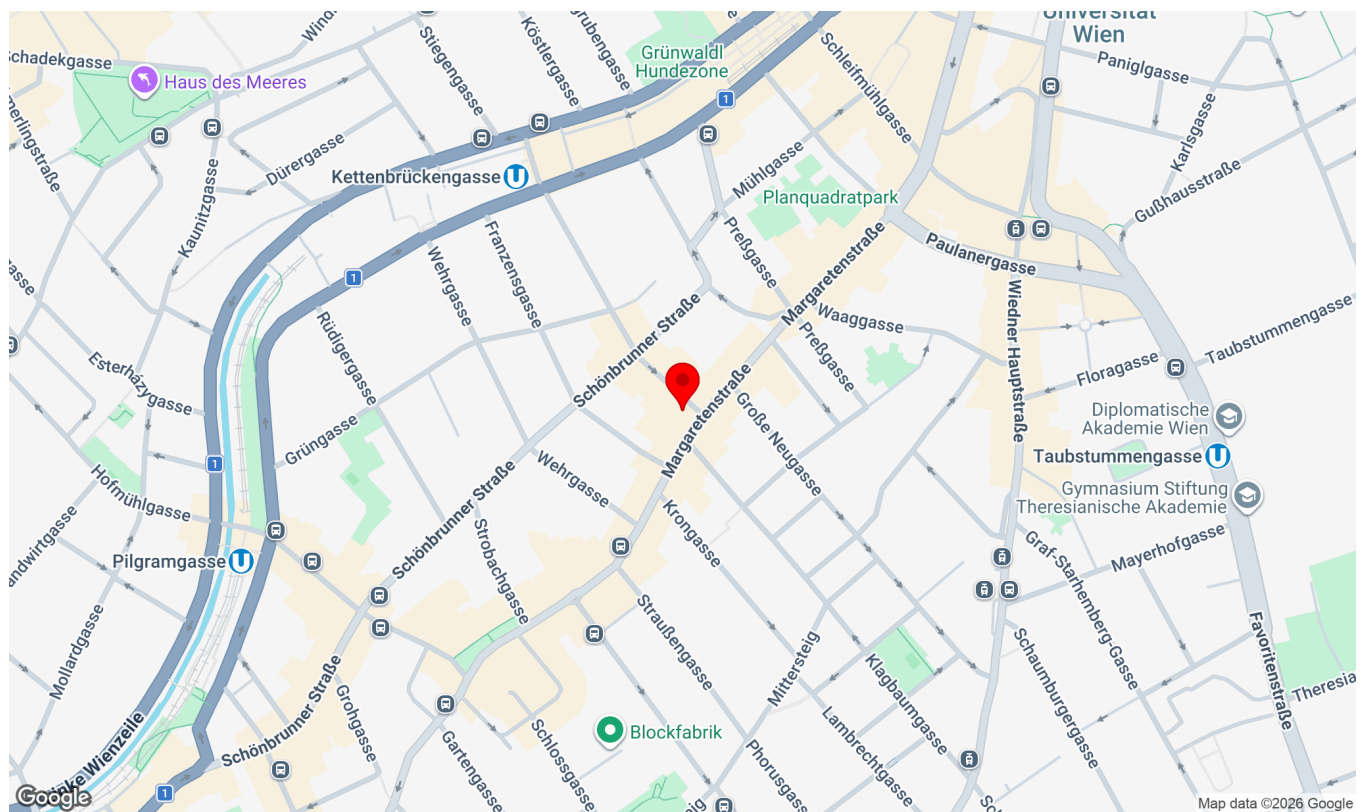 Universität
Wien
Schadekgasse
Haus des Meeres
Stiegengasse
Köstlergasse
Grünwaldl
Hundezone
Schleifmühlgasse
Paniglgasse
1
Karlsgasse
Gußhausstraße
Dürergasse
Kettenbrückengasse
U
Mühlgasse
Planquadratpark
Kaunitzgasse
Preßgasse
Paulanergasse
Margaretenstraße
Wehrgasse
Franzensgasse
1
Rüdigergasse
Schönbrunner Straße
Waaggasse
Preßgasse
Wiedner Hauptstraße
Floragasse
Taubstummengasse
Esterházygasse
Grüngasse
Margaretenstraße
Große Neugasse
Diplomatische
Akademie Wien
Taubstummengasse
U
1
Hofmühlgasse
Wehrgasse
Schönbrunner Straße
Krongasse
Gymnasium Stiftung
Theresianische Akademie
Mayerhofgasse
Graf-Starhemberg-Gasse
Pilgramgasse
U
Strobachgasse
Straußengasse
Mollardgasse
Mittersteig
Klagbaumgasse
Favoritenstraße
Schaumburgergasse
Schönbrunner Straße
Grohgasse
Gartengasse
Schlossgasse
Blockfabrik
Phorusgasse
Lambrechtgasse
1
Google
Map data ©2026 Google